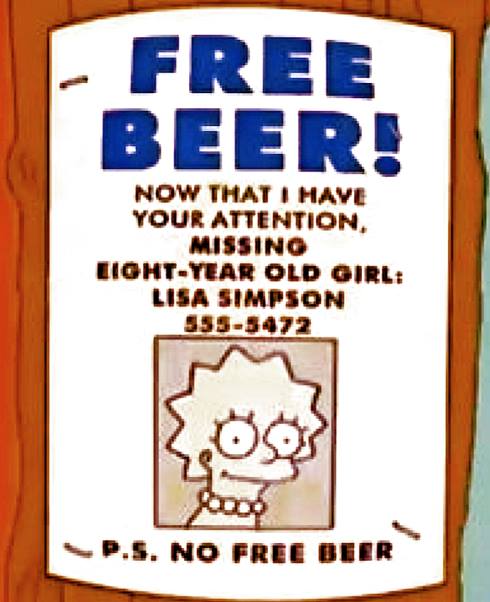 FREE
BEER!
NOW THAT I HAVE
YOUR ATTENTION,
MISSING
EIGHT-YEAR OLD GIRL:
LISA SIMPSON
555-5472
P.S. NO FREE BEER